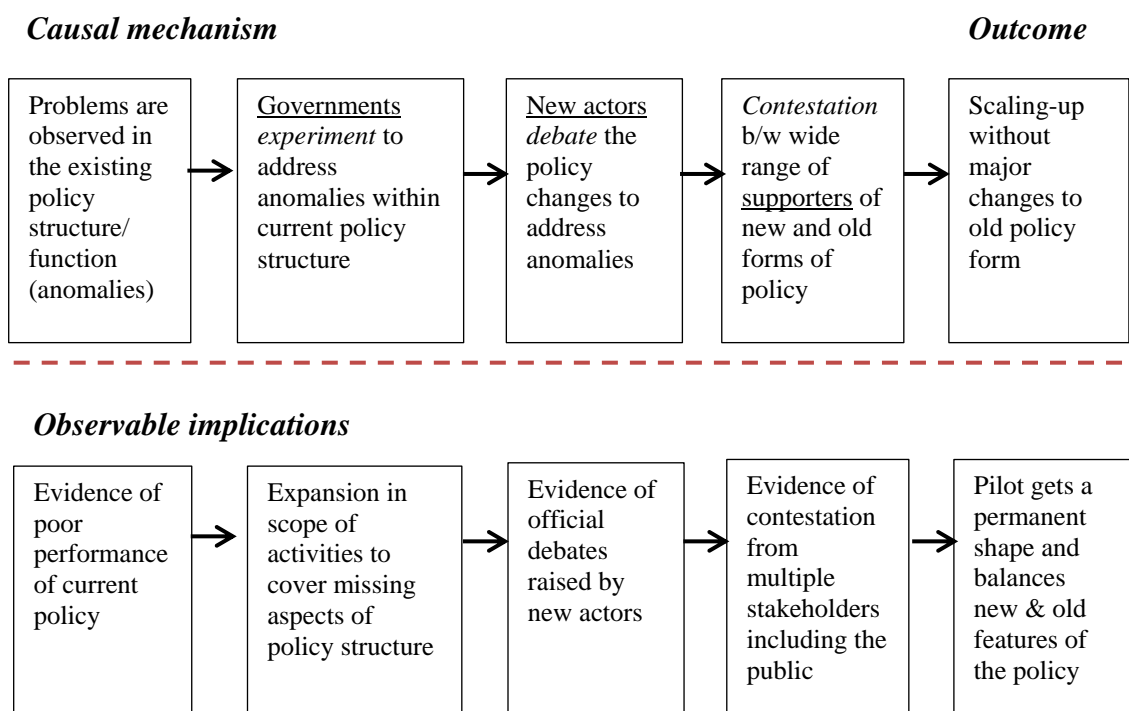 Causal mechanism
Outcome
Problems are
observed in
the existing
policy
structure/
function
(anomalies)
Governments
experiment to
address
anomalies within
current policy
structure
New actors
debate the
policy
changes to
address
anomalies
Contestation
b/w wide
range of
supporters of
new and old
forms of
policy
Scaling-up
without
major
changes to
old policy
form
Observable implications
Evidence of
poor
performance
of current
policy
Expansion in
scope of
activities to
cover missing
aspects of
policy structure
Evidence of
official
debates
raised by
new actors
Evidence of
contestation
from
multiple
stakeholders
including the
public
Pilot gets a
permanent
shape and
balances
new & old
features of
the policy